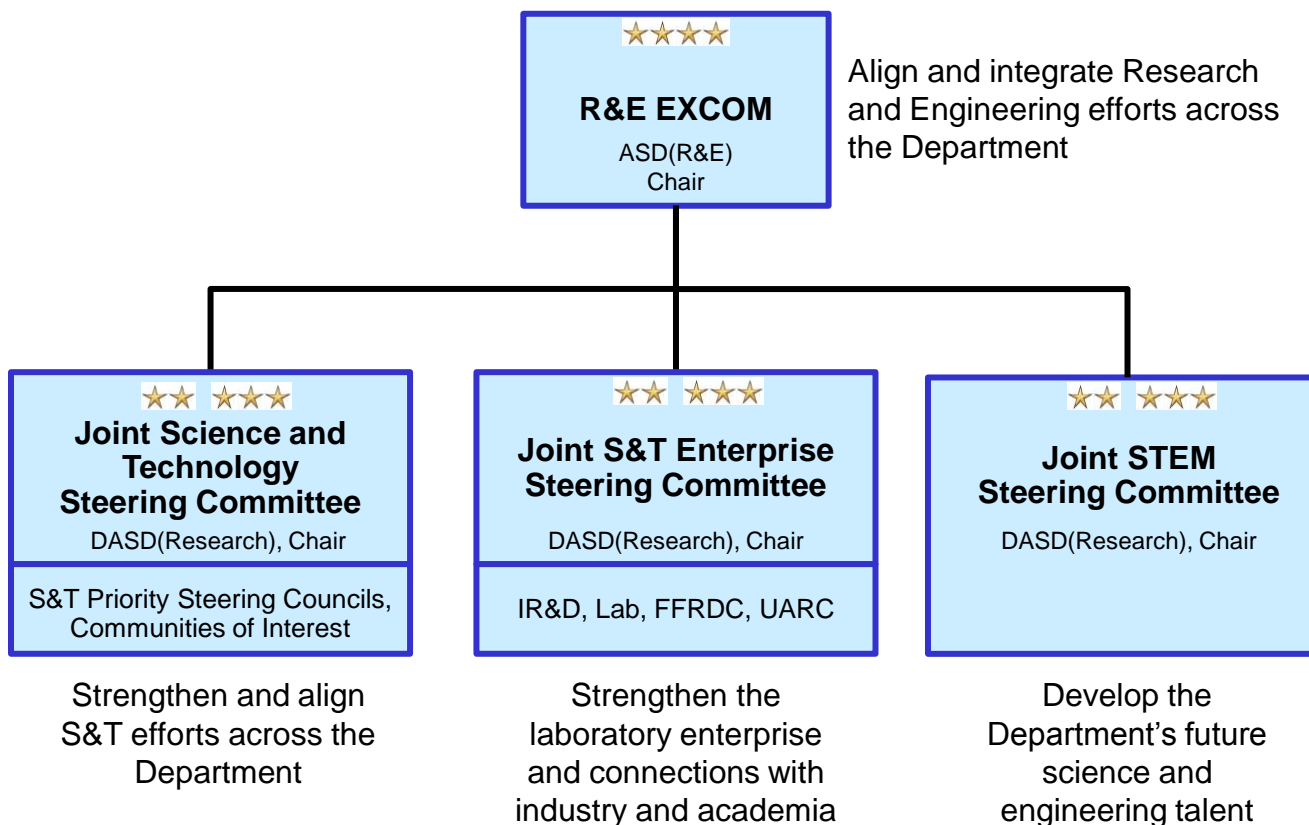 R&E EXCOM
ASD(R&E)
Chair
Align and integrate Research
and Engineering efforts across
the Department
Joint Science and
Technology
Steering Committee
DASD(Research), Chair
S&T Priority Steering Councils,
Communities of Interest
Strengthen and align
S&T efforts across the
Department
Joint S&T Enterprise
Steering Committee
DASD(Research), Chair
IR&D, Lab, FFRDC, UARC
Strengthen the
laboratory enterprise
and connections with
industry and academia
Joint STEM
Steering Committee
DASD(Research), Chair
Develop the
Department’s future
science and
engineering talent